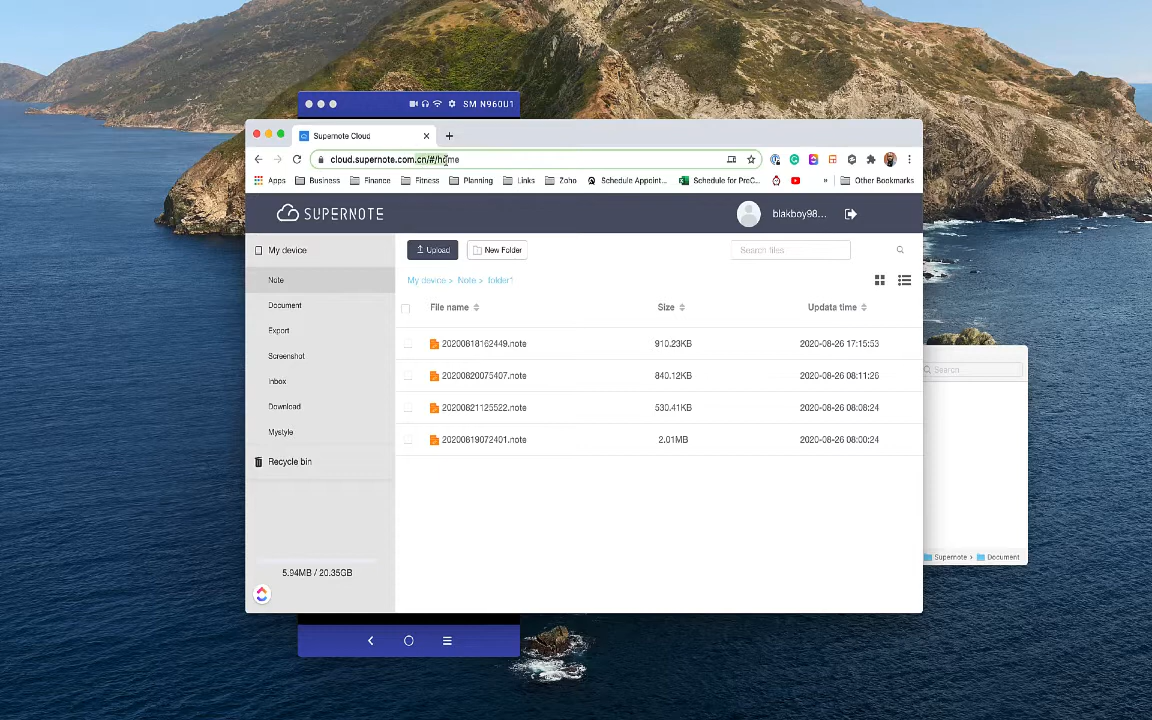 SM N960U1
Supernote Cloud
cloud.supernote.com.cn/#/home
Apps Business Finance Fitness Planning Links Zoho Schedule Appoint... Schedule for PreC... » Other Bookmarks
SUPERNOTE blakboy98...
My device Upload New Folder Search files
Note My device > Note > folder1
Document File name Size Updata time
Export
20200818162449.note 910.23KB 2020-08-26 17:15:53
Screenshot
Search
20200820075407.note 840.12KB 2020-08-26 08:11:26
Inbox
Download 20200821125522.note 530.41KB 2020-08-26 08:08:24
Mystyle 20200819072401.note 2.01MB 2020-08-26 08:00:24
Recycle bin
Supernote > Document
5.94MB / 20.35GB